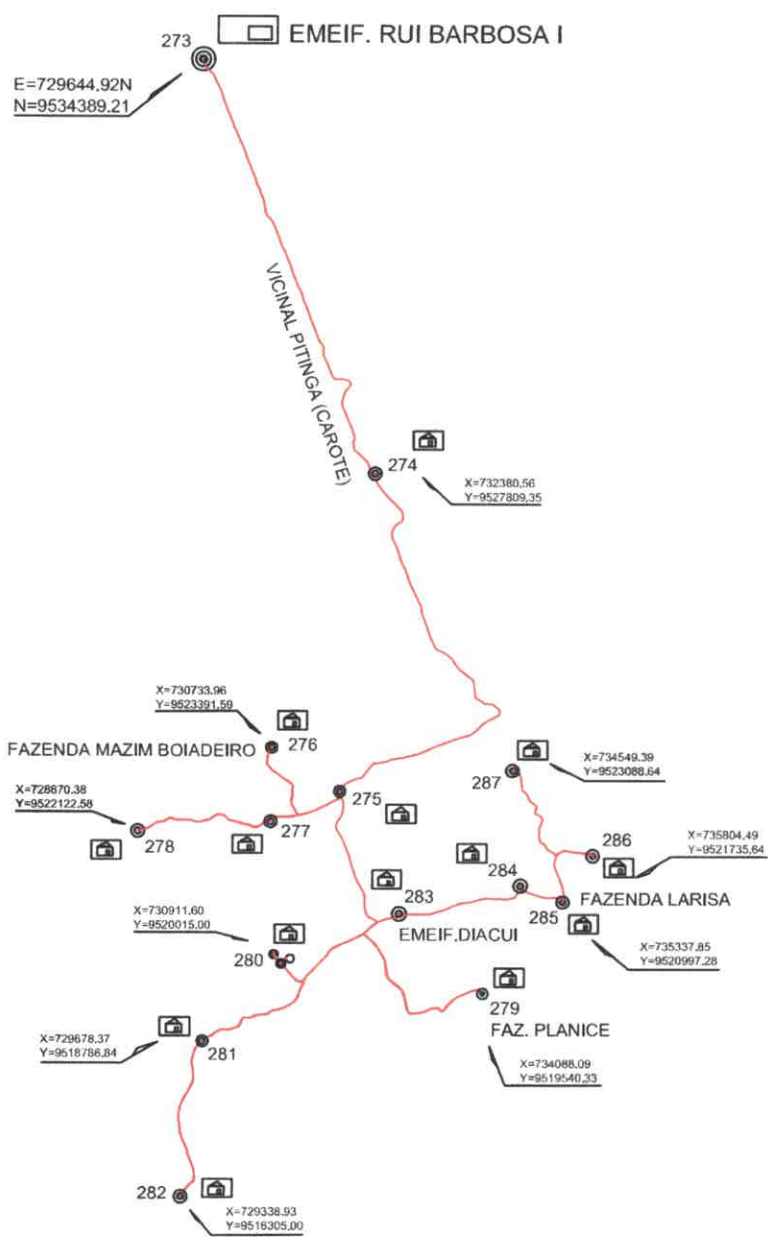 273
EMEIF. RUI BARBOSA I
E=729644.92N
N=9534389.21
VICINAL PITINGA (CAROTE)
274
X=732380,56
Y=9527809,35
X=730733.96
Y=9523391,59
276
FAZENDA MAZIM BOIADEIRO
X=734549.39
Y=9523088.64
287
X=728670.38
Y=9522122.58
275
278
277
286
X=735804,49
Y=9521735,64
284
283
285
FAZENDA LARISA
X=730911.60
Y=9520015,00
EMEIF.DIACUI
280
X=735337.85
Y=9520997,28
279
FAZ. PLANICE
X=729678,37
Y=9518786,84
281
X=734088.09
Y=9519540,33
282
X=729338,93
Y=9516305,00